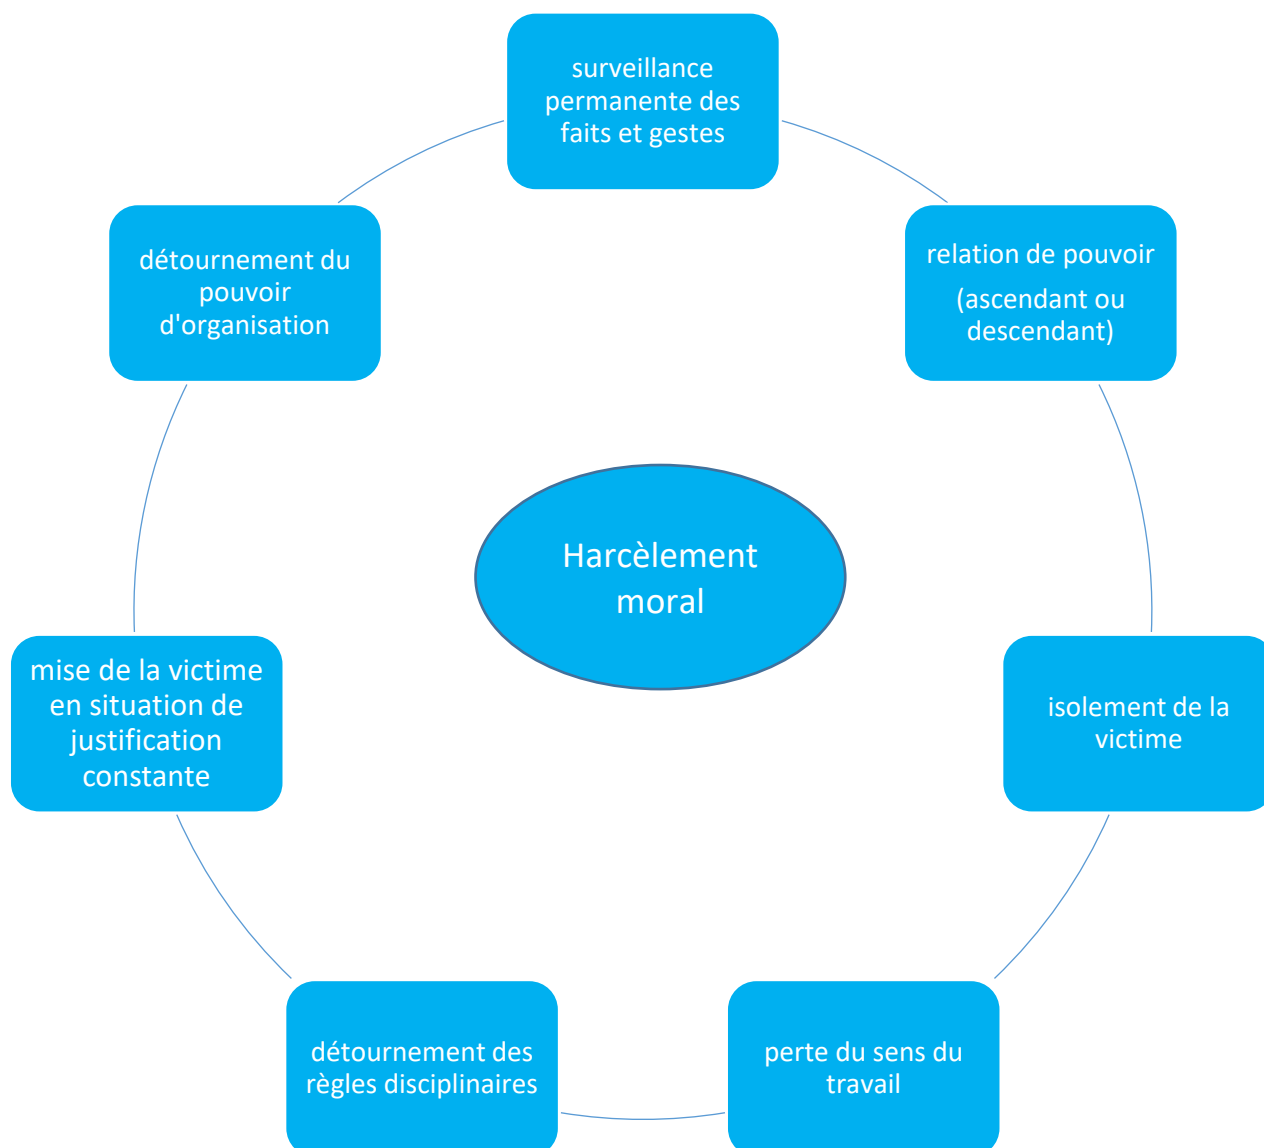 surveillance
permanente des
faits et gestes
relation de pouvoir
(ascendant ou
descendant)
isolement de la
victime
perte du sens du
travail
détournement des
règles disciplinaires
mise de la victime
en situation de
justification
constante
détournement du
pouvoir
d'organisation
Harcèlement
moral